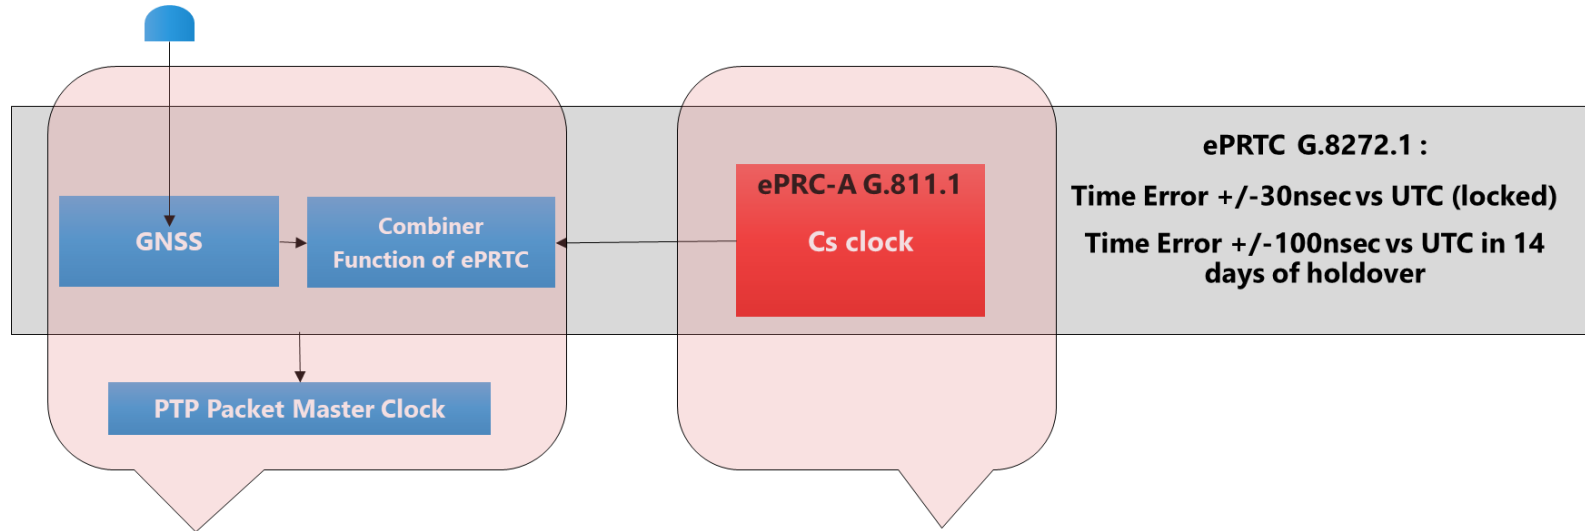 GNSS
Combiner
Function of ePRTC
PTP Packet Master Clock
ePRC-A G.811.1
Cs clock
ePRTC G.8272.1 :
Time Error +/-30nsec vs UTC (locked)
Time Error +/-100nsec vs UTC in 14
days of holdover